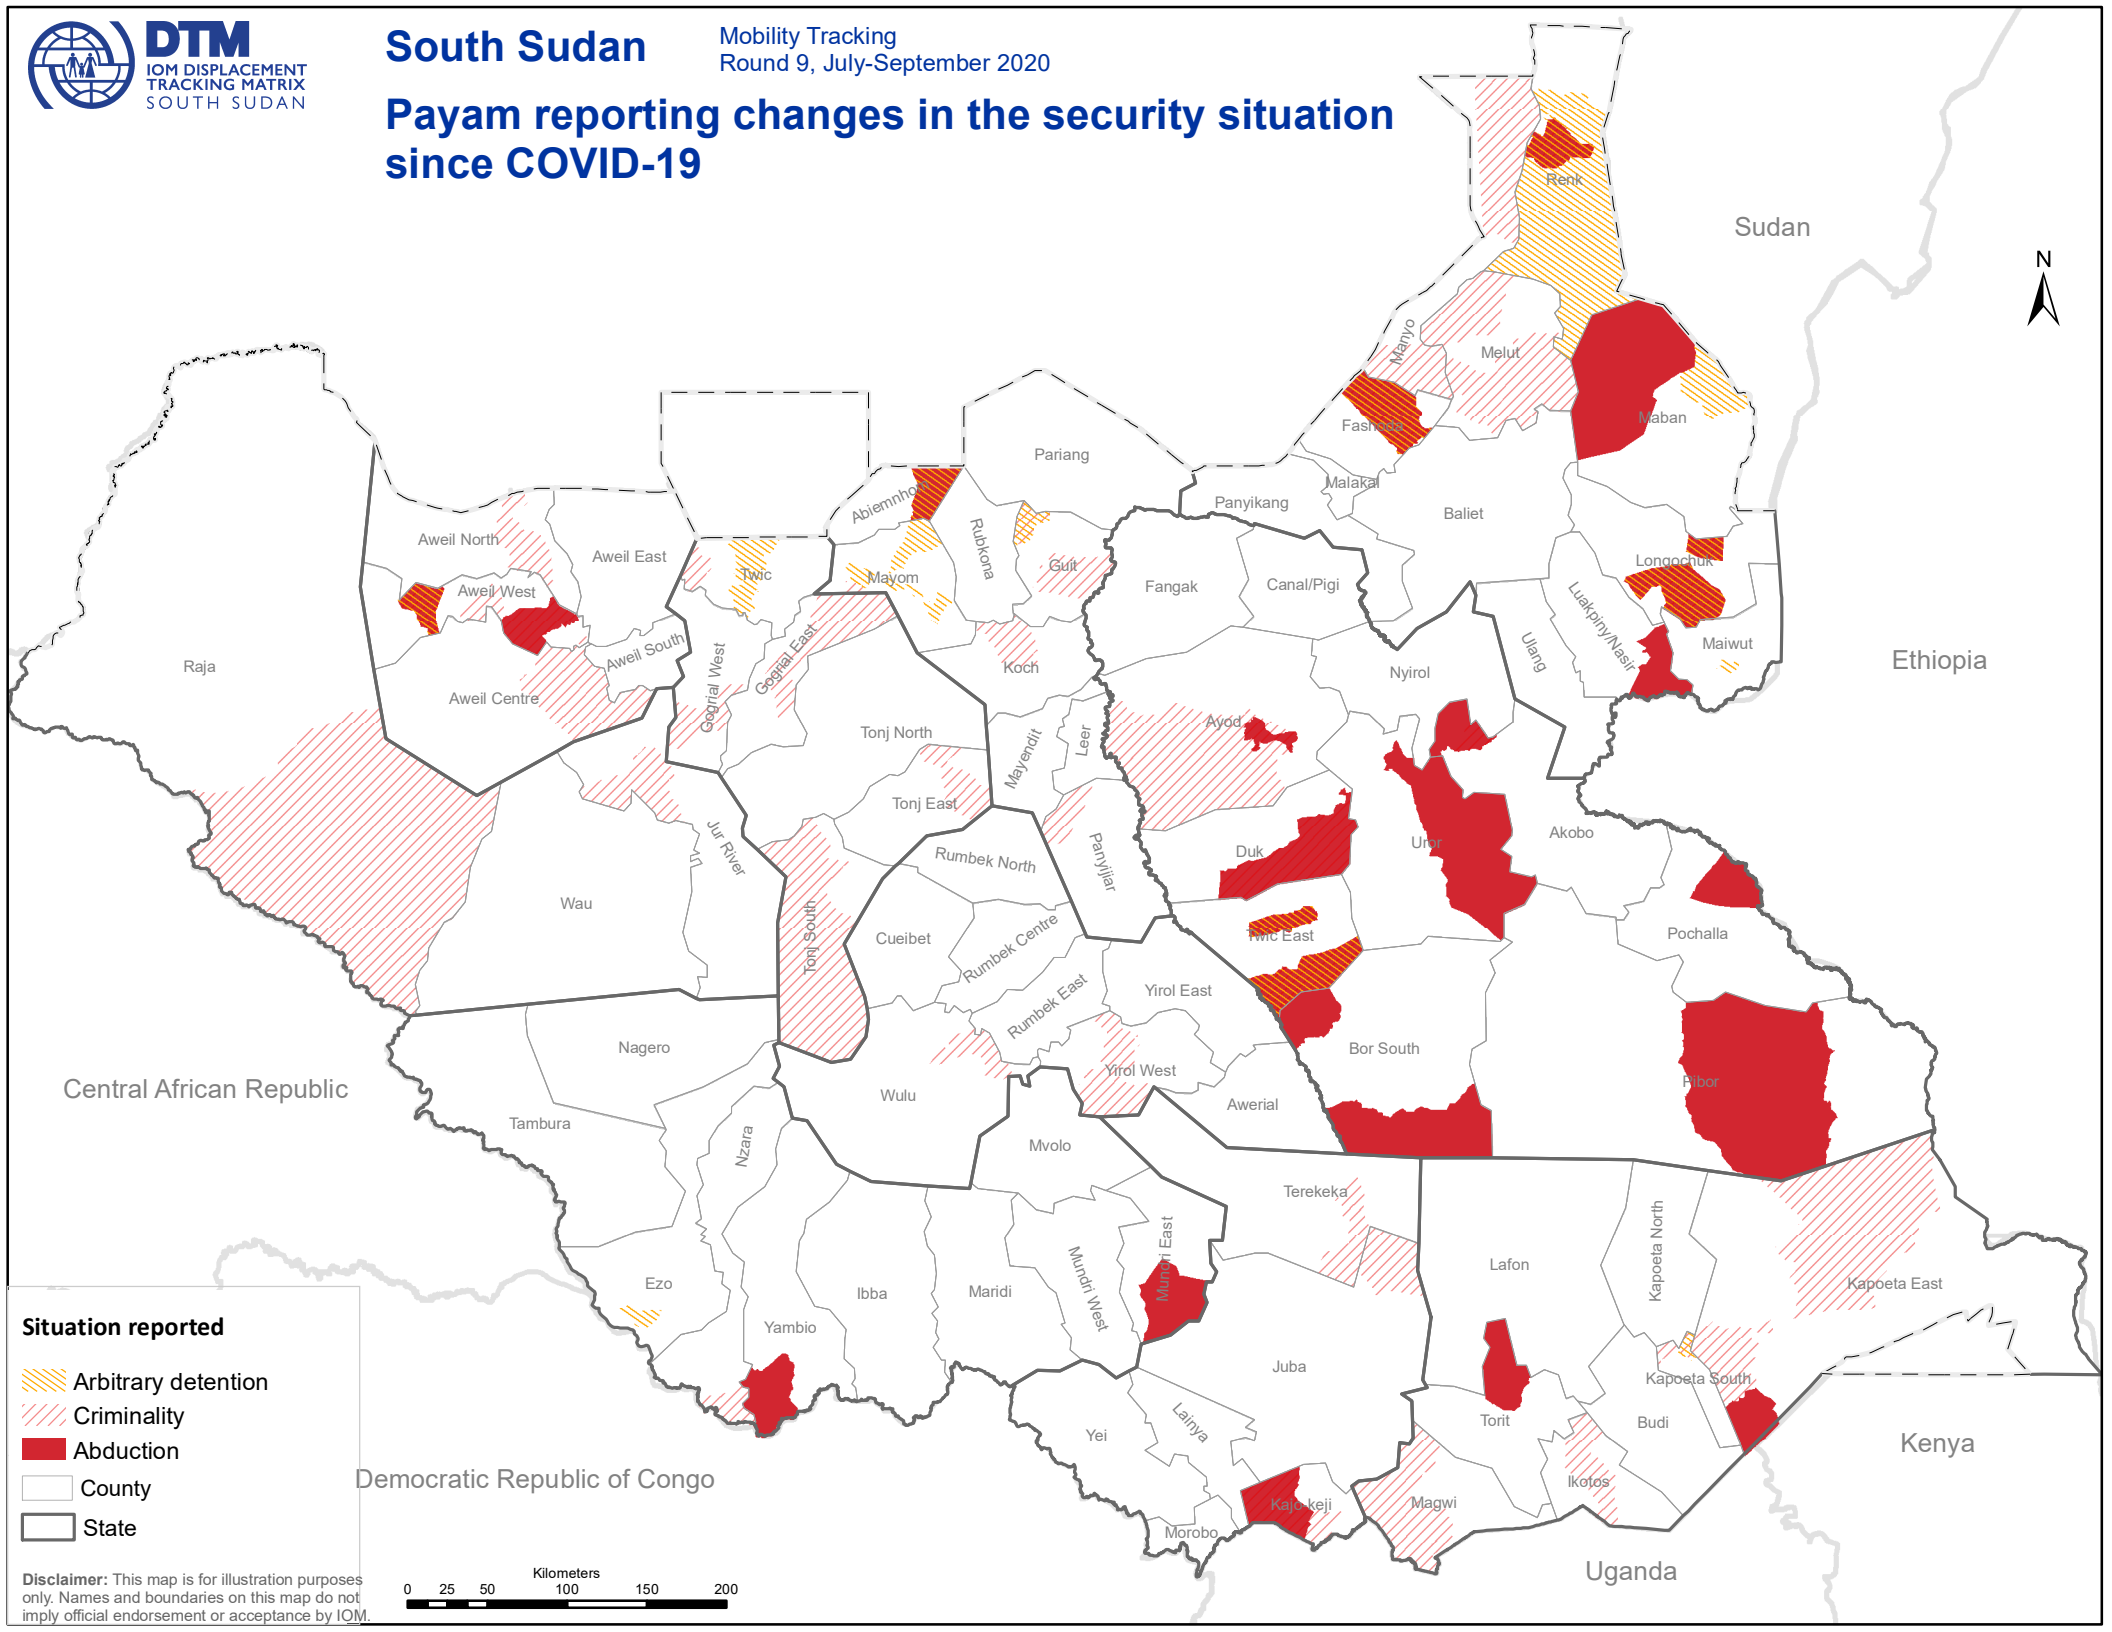 DTM
IOM DISPLACEMENT
TRACKING MATRIX
SOUTH SUDAN
South Sudan
Mobility Tracking
Round 9, July-September 2020
Payam reporting changes in the security situation
since COVID-19
N
Sudan
Renk
Manyo
Melut
Fashoda
Maban
Pariang
Malakal
Panyikang
Baliet
Abiemnhom
Rubkona
Aweil North
Aweil East
Twic
Mayom
Guit
Fangak
Canal/Pigi
Longochuk
Luakpiny/Nasir
Ulang
Maiwut
Ethiopia
Aweil West
Aweil South
Aweil Centre
Raja
Gogrial West
Gogrial East
Koch
Nyirol
Tonj North
Mayendit
Leer
Ayod
Tonj East
Jur River
Rumbek North
Panyijiar
Duk
Uror
Akobo
Wau
Tonj South
Cueibet
Rumbek Centre
Twic East
Pochalla
Rumbek East
Yirol East
Bor South
Nagero
Wulu
Yirol West
Awerial
Pibor
Central African Republic
Tambura
Nzara
Mvolo
Terekeka
Mundri East
Kapoeta North
Lafon
Kapoeta East
Ezo
Ibba
Maridi
Mundri West
Yambio
Juba
Kapoeta South
Torit
Budi
Lainya
Yei
Kenya
Ikotos
Magwi
Kajo-keji
Morobo
Democratic Republic of Congo
Uganda
Situation reported
Arbitrary detention
Criminality
Abduction
County
State
Disclaimer: This map is for illustration purposes
only. Names and boundaries on this map do not
imply official endorsement or acceptance by IOM.
Kilometers
0 25 50 100 150 200